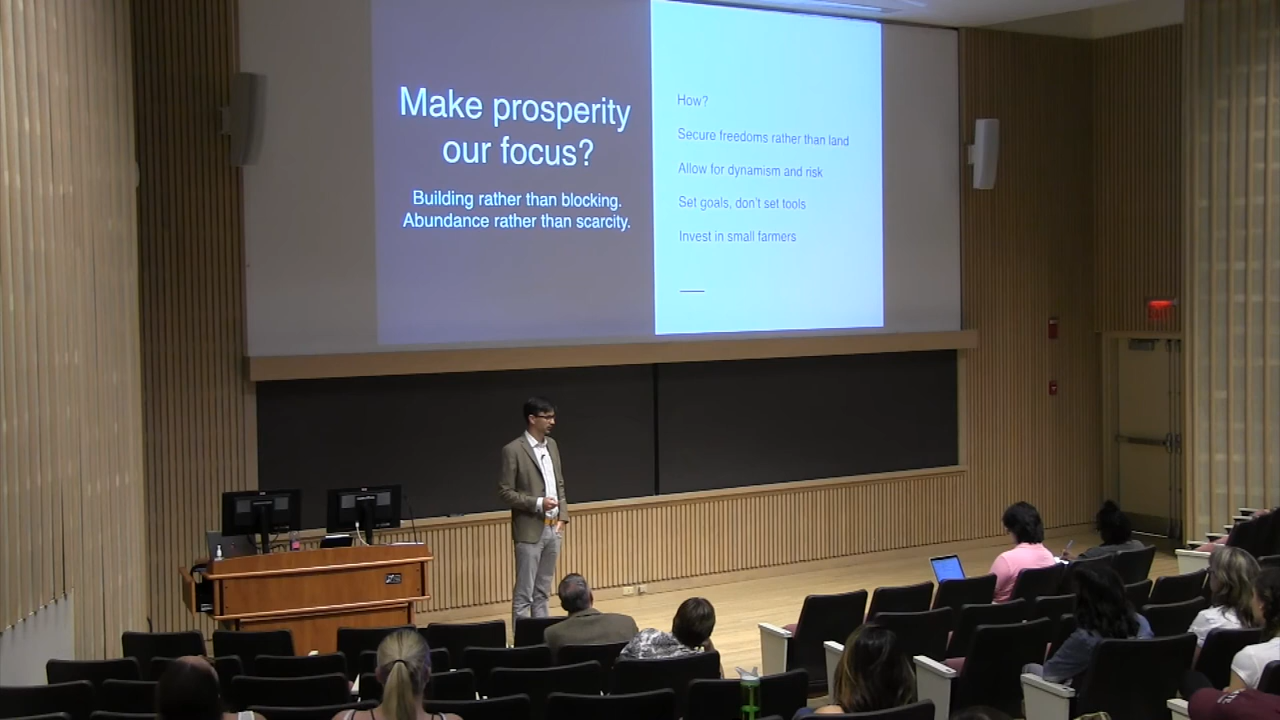 Make prosperity
our focus?
Building rather than blocking.
Abundance rather than scarcity.
How?
Secure freedoms rather than land
Allow for dynamism and risk
Set goals, don't set tools
Invest in small farmers